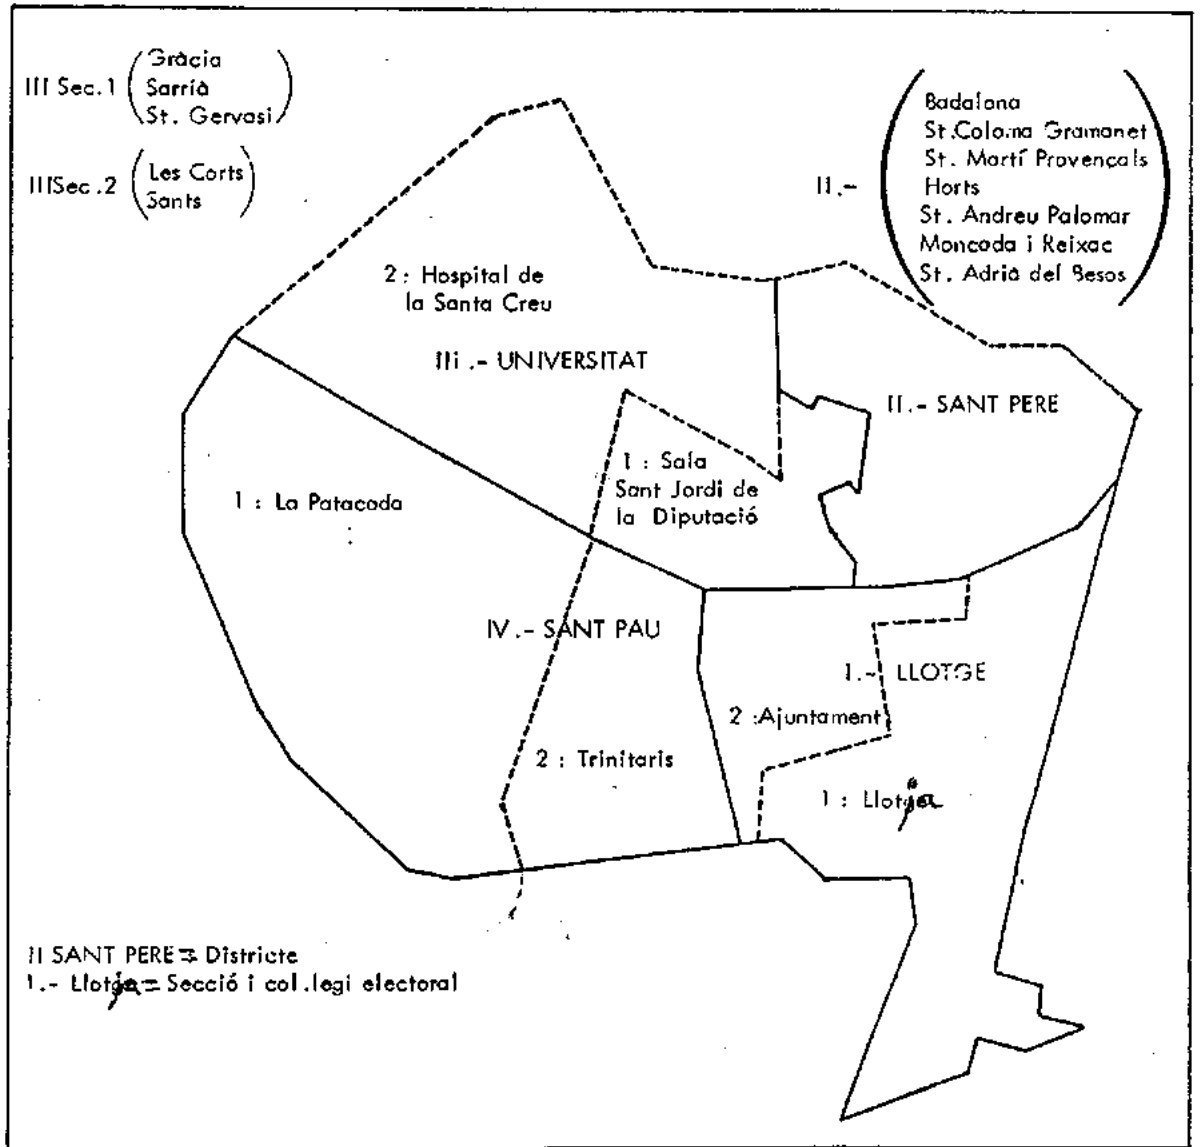 III Sec.1
Gràcia
Sarrià
St. Gervasi
IIISec.2
Les Corts
Sants
II.-
Badalona
St.Coloma Gramanet
St. Martí Provençals
Horts
St. Andreu Palomar
Moncada i Reixac
St. Adrià del Besos
2 : Hospital de
la Santa Creu
III .- UNIVERSITAT
II.- SANT PERE
1 : Sala
Sant Jordi de
la Diputació
1 : La Patacada
IV .- SANT PAU
1.- LLOTGE
2 :Ajuntament
2 : Trinitaris
1 : Llotja
II SANT PERE = Districte
1.- Llotja = Secció i col.legi electoral